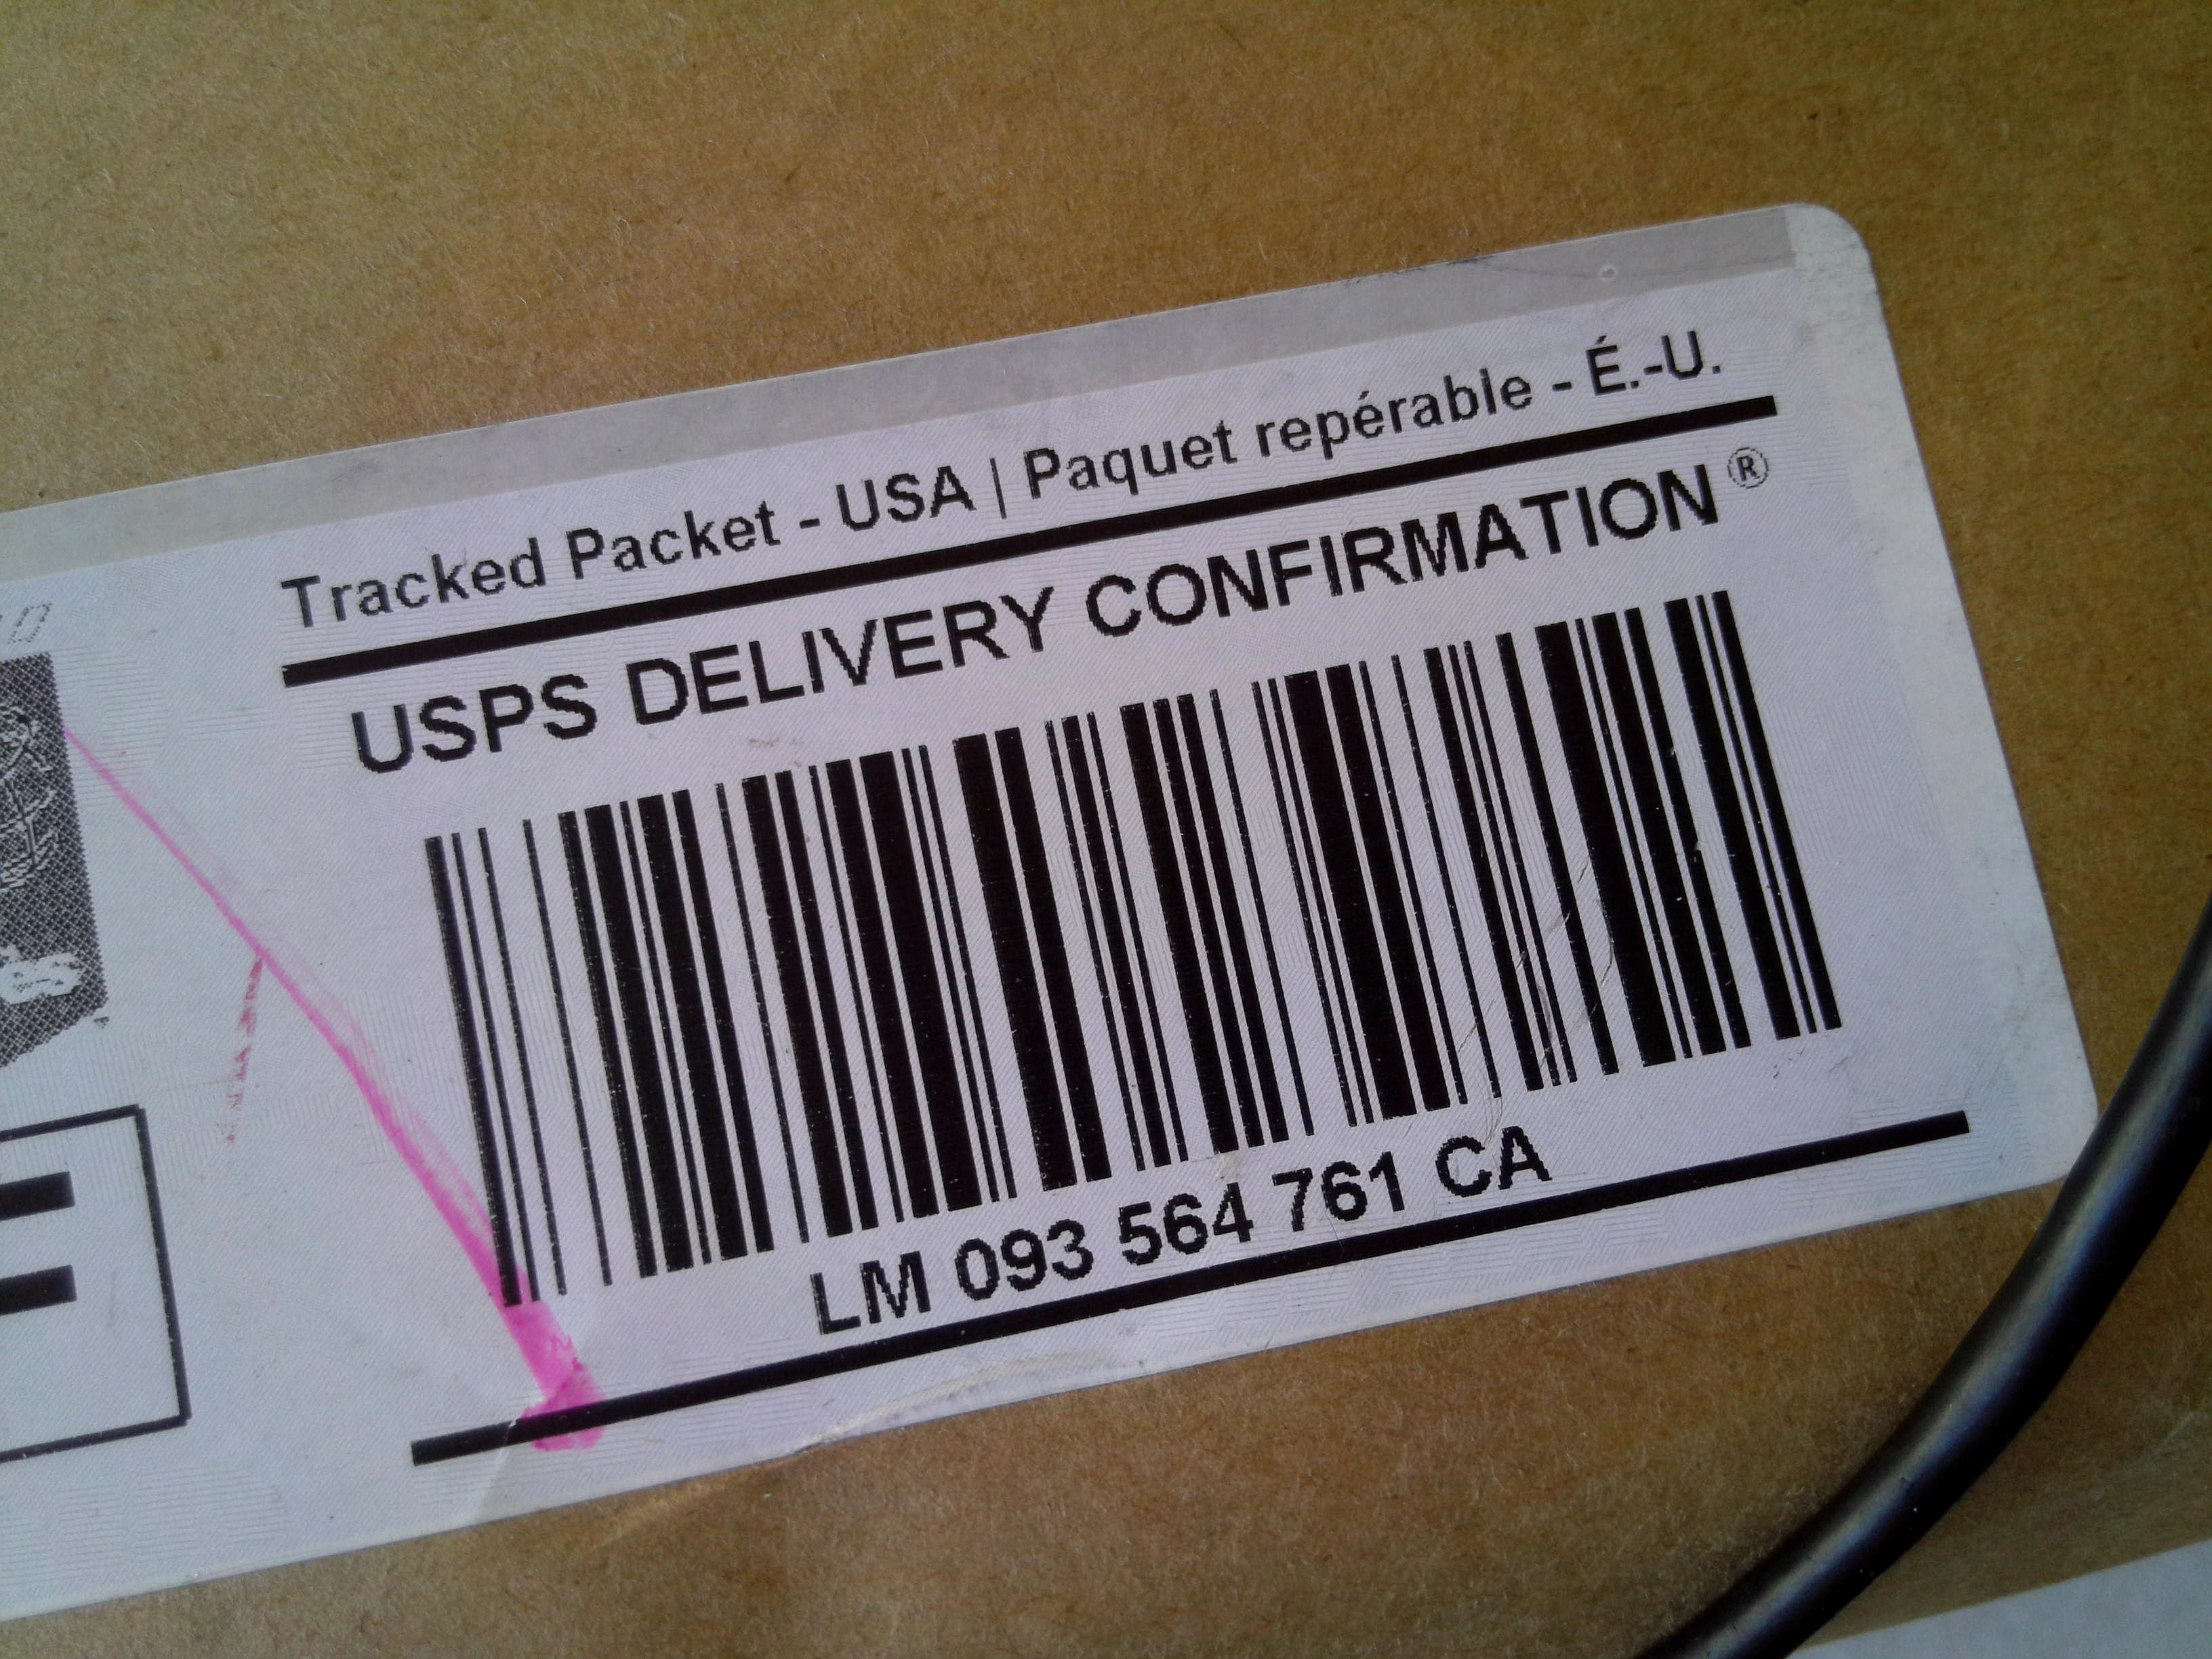 Tracked Packet - USA | Paquet repérable - É.-U.
USPS DELIVERY CONFIRMATION ®
LM 093 564 761 CA
E